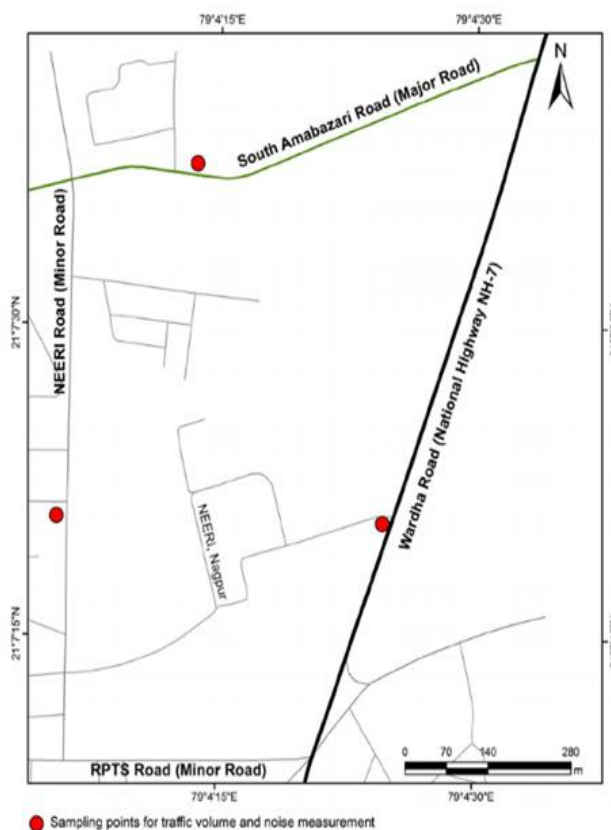 79°4'15"E
79°4'30"E
N
South Amabazari Road (Major Road)
NEERI Road (Minor Road)
21°7'30"N
Wardha Road (National Highway NH-7)
NEERI, Nagpur
21°7'15"N
RPTS Road (Minor Road)
0 70 140 280
m
79°4'15"E
79°4'30"E
Sampling points for traffic volume and noise measurement